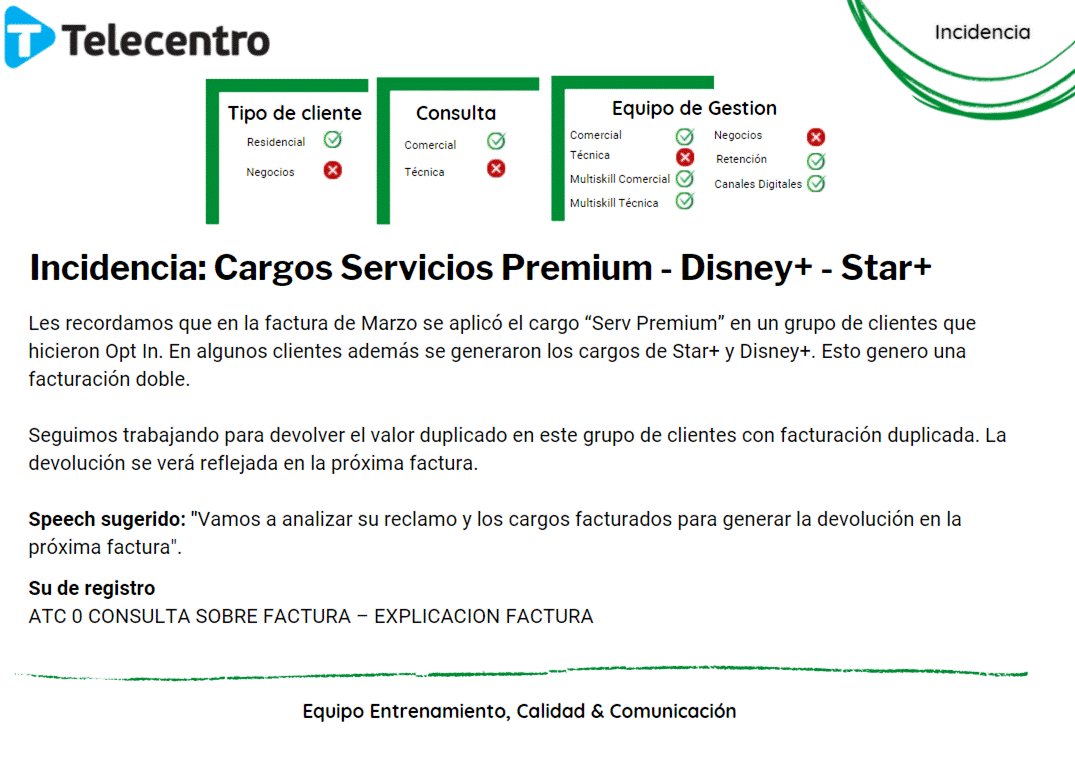 Telecentro
Incidencia
Tipo de cliente
Residencial
Negocios
Consulta
Comercial
Técnica
Equipo de Gestion
Comercial
Técnica
Multiskill Comercial
Multiskill Técnica
Negocios
Retención
Canales Digitales
Incidencia: Cargos Servicios Premium - Disney+ - Star+
Les recordamos que en la factura de Marzo se aplicó el cargo “Serv Premium” en un grupo de clientes que
hicieron Opt In. En algunos clientes además se generaron los cargos de Star+ y Disney+. Esto genero una
facturación doble.
Seguimos trabajando para devolver el valor duplicado en este grupo de clientes con facturación duplicada. La
devolución se verá reflejada en la próxima factura.
Speech sugerido: "Vamos a analizar su reclamo y los cargos facturados para generar la devolución en la
próxima factura".
Su de registro
ATC 0 CONSULTA SOBRE FACTURA – EXPLICACION FACTURA
Equipo Entrenamiento, Calidad & Comunicación